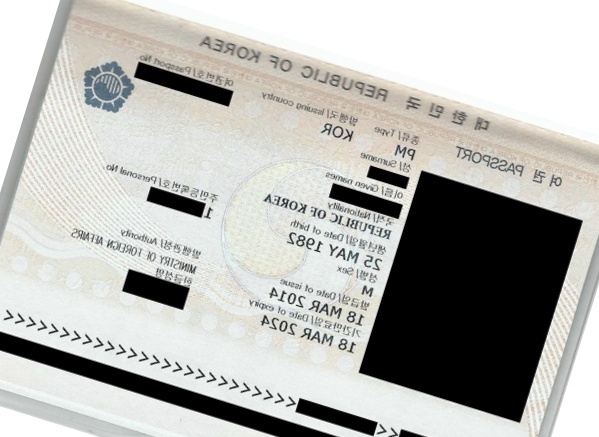 대한민국 REPUBLIC OF KOREA
여권 PASSPORT
종류/Type 발행국/Issuing country 여권번호/Passport No
PM KOR
성/Surname
이름/Given names
국적/Nationality
REPUBLIC OF KOREA
생년월일/Date of birth 주민등록번호/Personal No
25 MAY 1982 1
성별/Sex 발행관청/Authority
M MINISTRY OF FOREIGN AFFAIRS
발급일/Date of issue 한글성명
18 MAR 2014
기간만료일/Date of expiry
18 MAR 2024